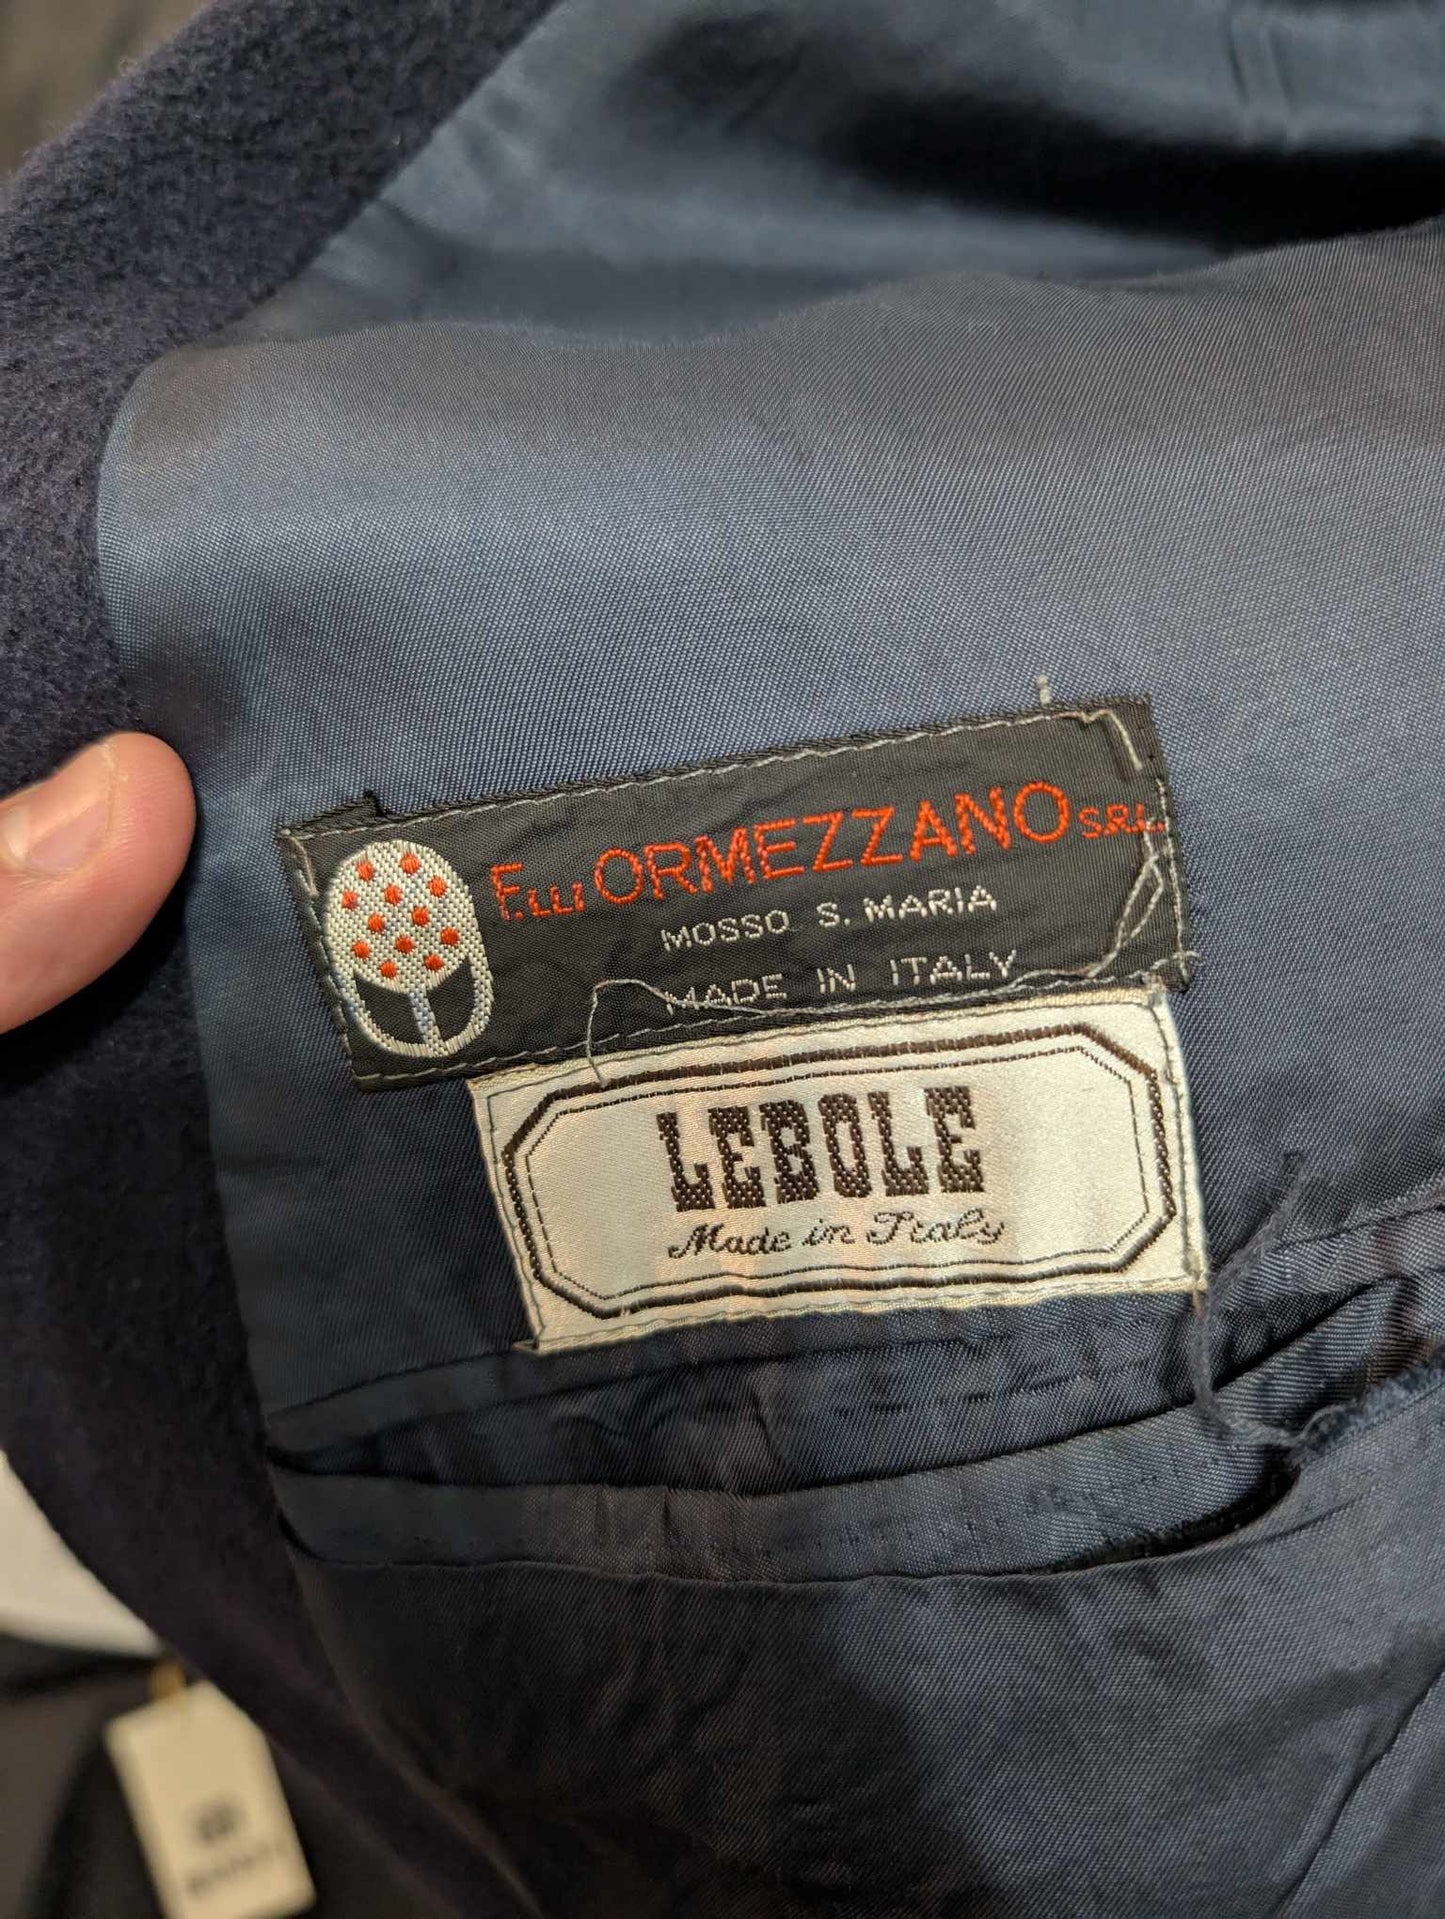 F.lli ORMEZZANO S.R.L.
MOSSO S. MARIA
MADE IN ITALY
LEBOLE
Made in Italy